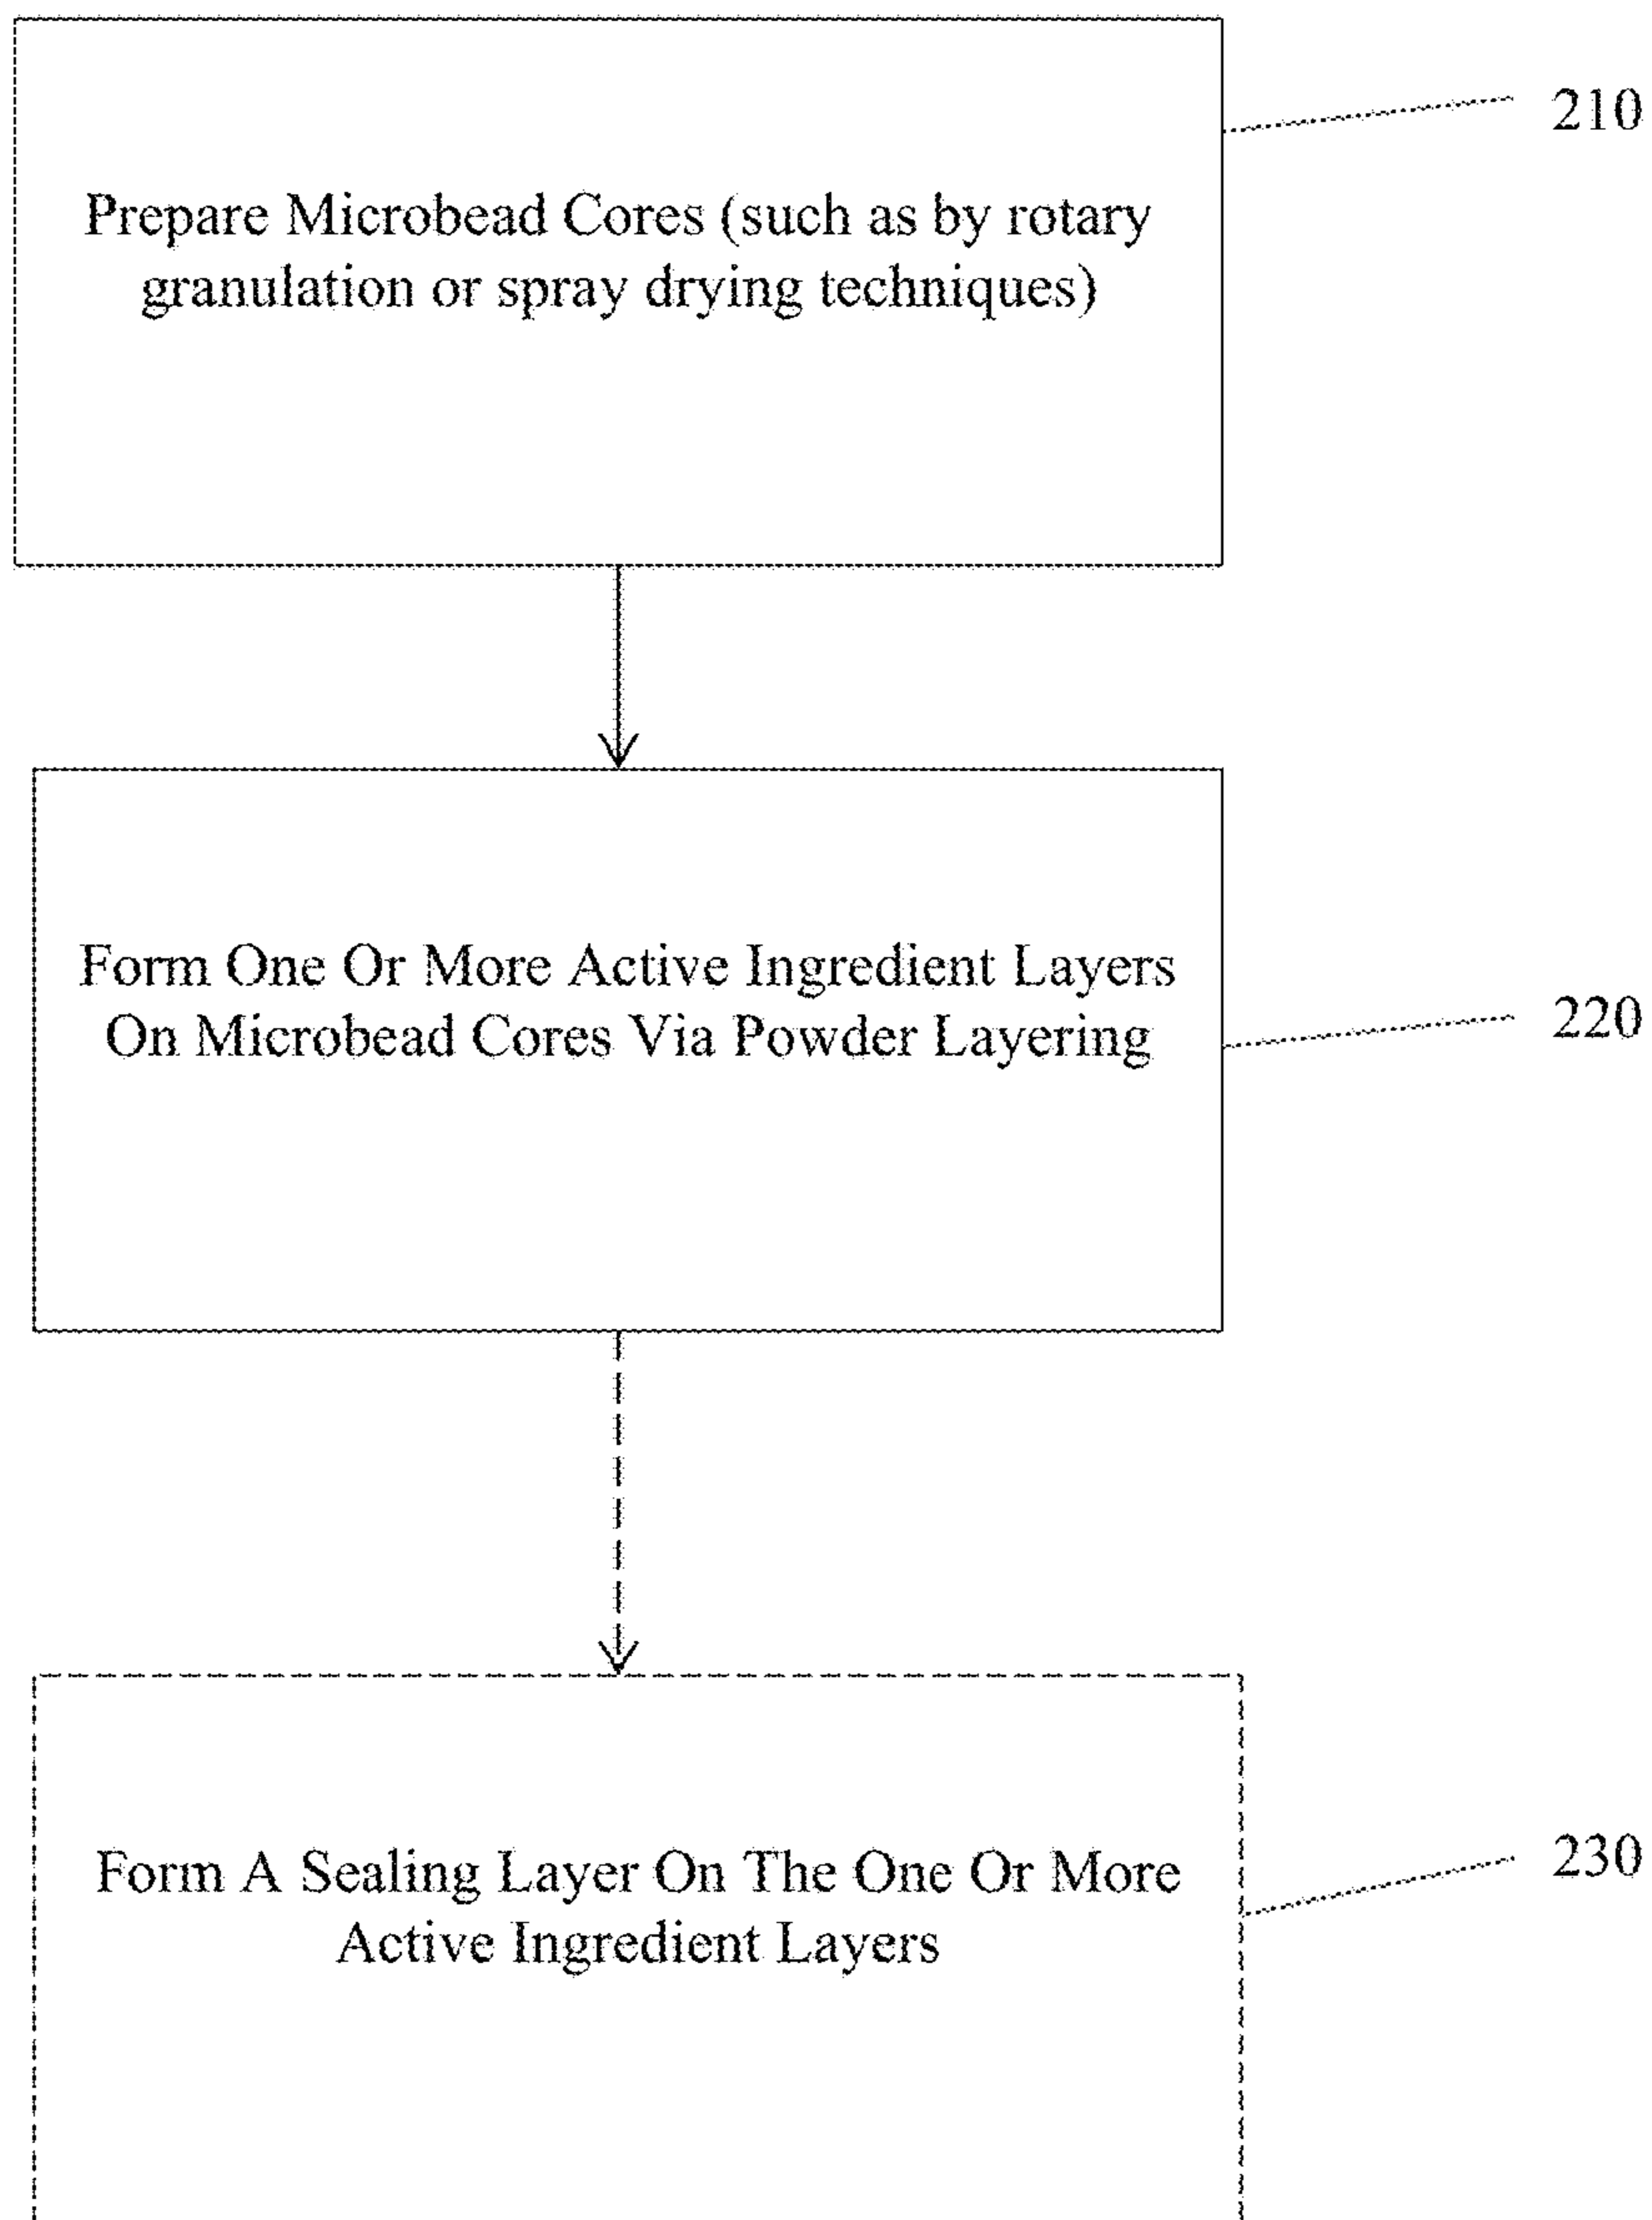 210
Prepare Microbead Cores (such as by rotary
granulation or spray drying techniques)
Form One Or More Active Ingredient Layers
On Microbead Cores Via Powder Layering
220
Form A Sealing Layer On The One Or More
Active Ingredient Layers
230